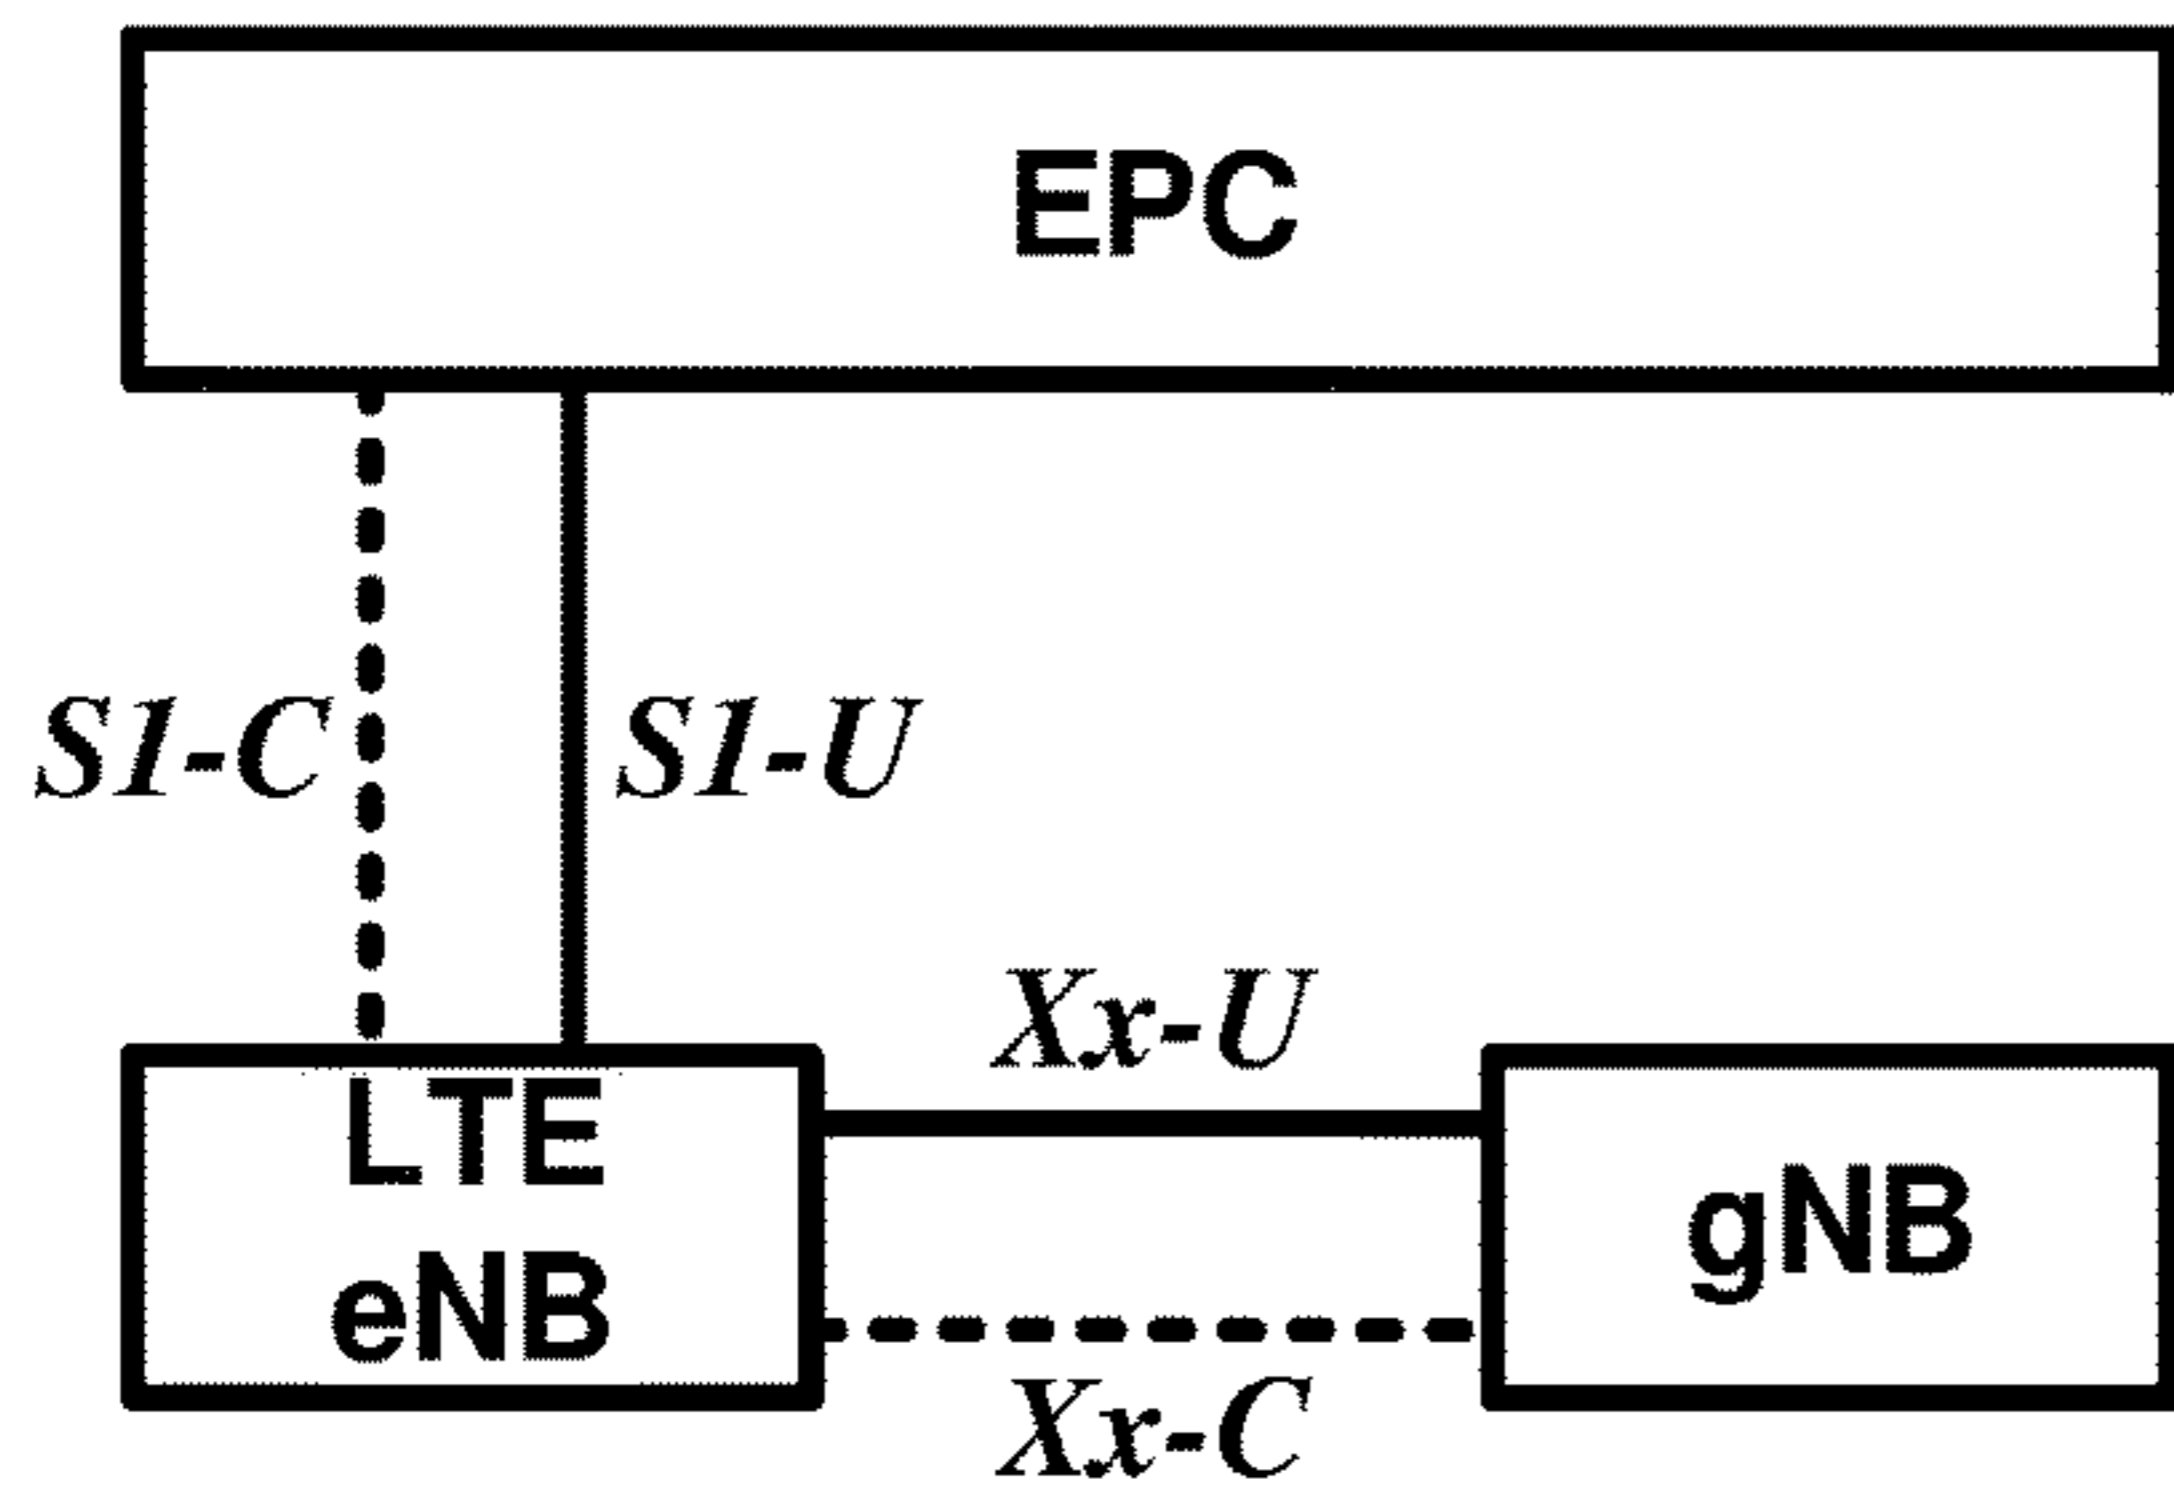 EPC
S1-C
S1-U
Xx-U
LTE
eNB
gNB
Xx-C